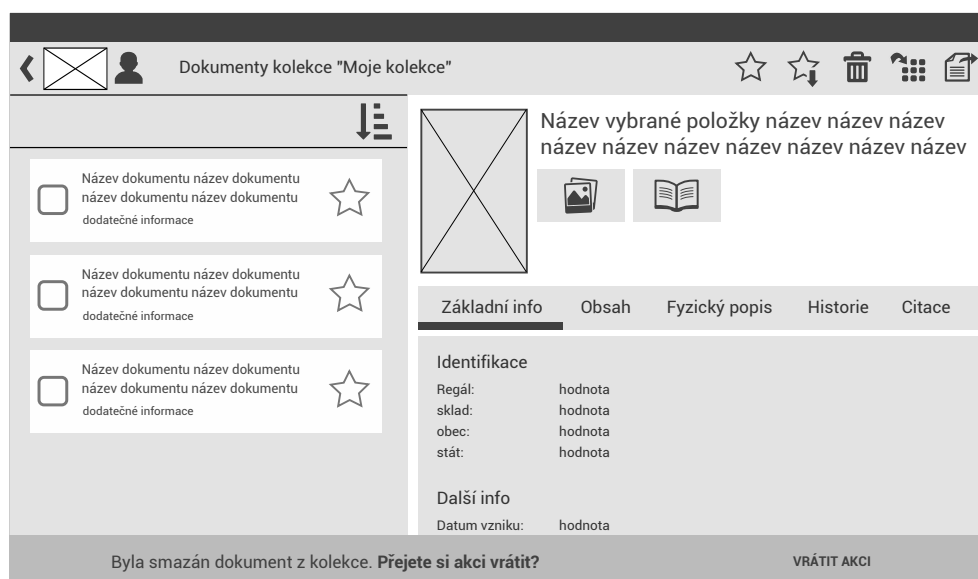 Dokumenty kolekce "Moje kolekce"
Název dokumentu název dokumentu
název dokumentu název dokumentu
dodatečné informace
Název dokumentu název dokumentu
název dokumentu název dokumentu
dodatečné informace
Název dokumentu název dokumentu
název dokumentu název dokumentu
dodatečné informace
Název vybrané položky název název název
název název název název název název název
Základní info Obsah Fyzický popis Historie Citace
Identifikace
Regál: hodnota
sklad: hodnota
obec: hodnota
stát: hodnota
Další info
Datum vzniku: hodnota
Byla smazán dokument z kolekce. Přejete si akci vrátit? VRÁTIT AKCI